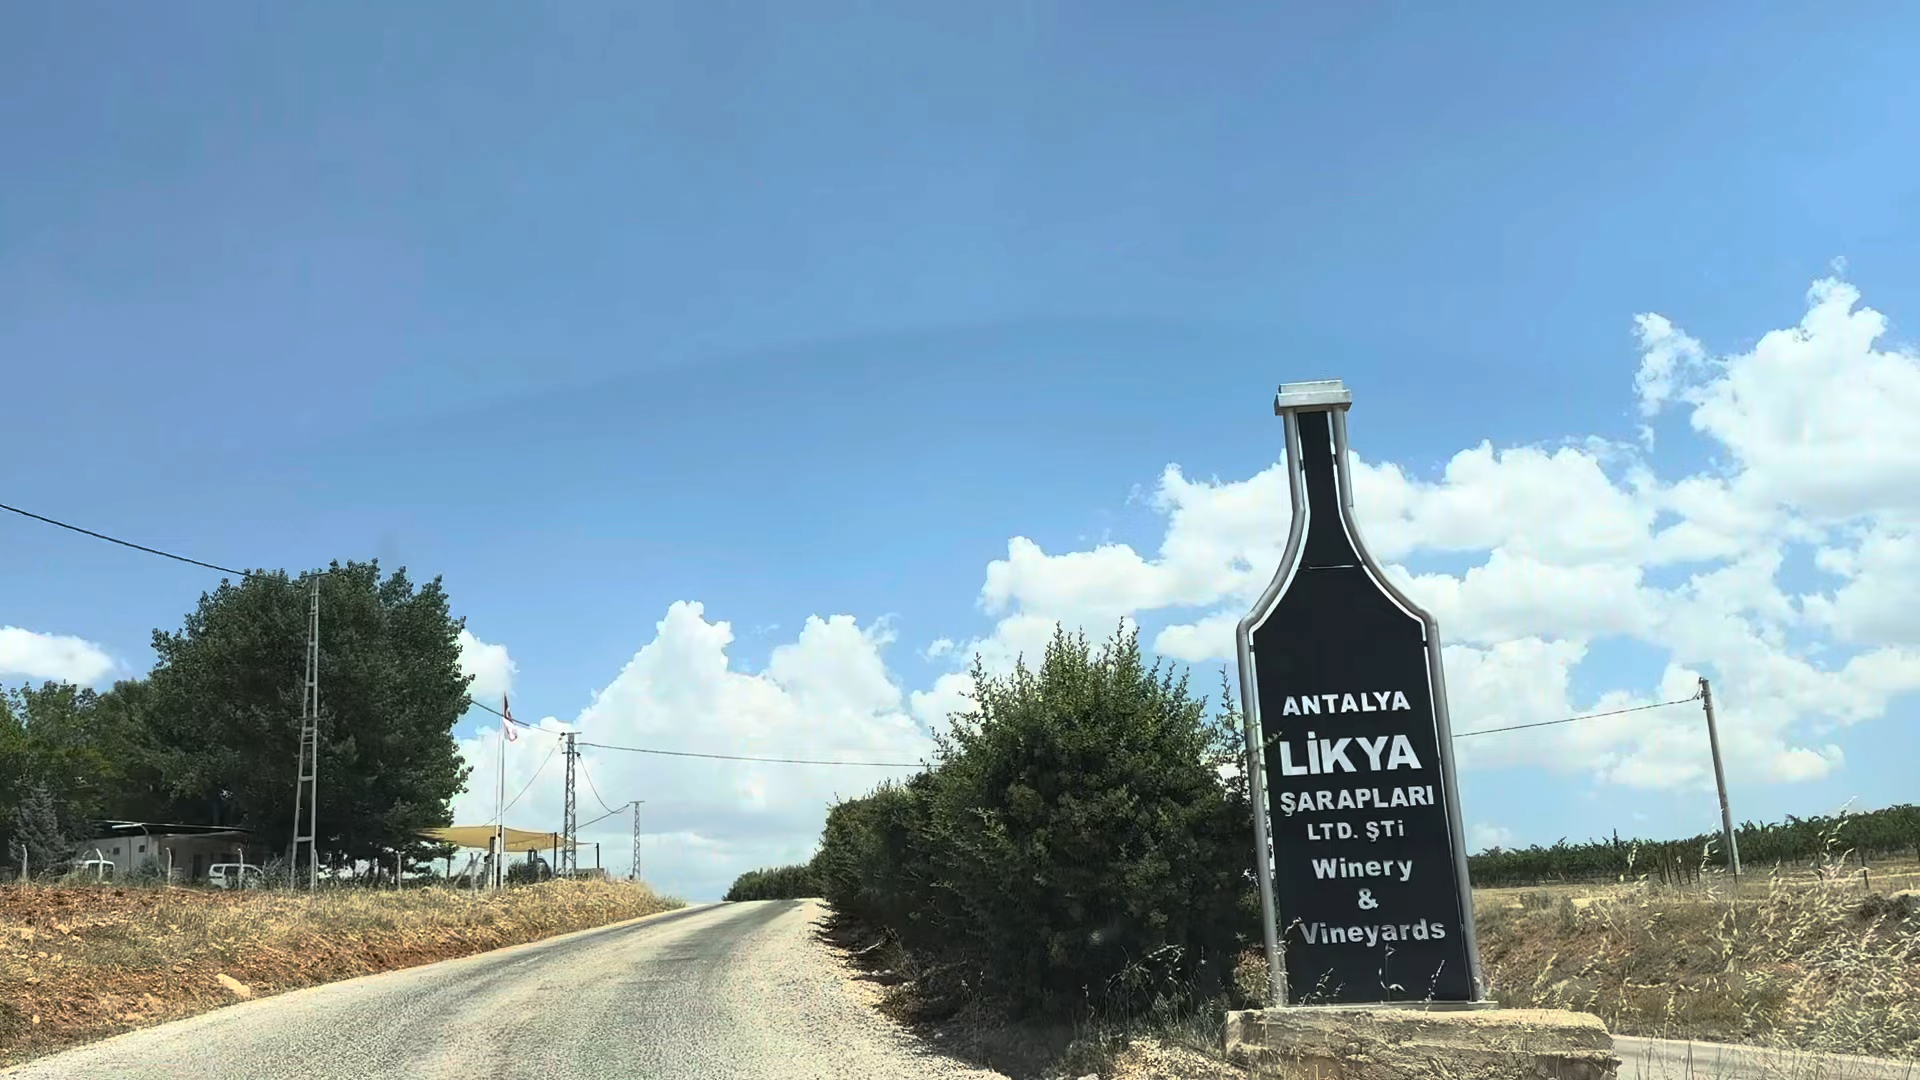 ANTALYA
LİKYA
ŞARAPLARI
LTD. ŞTİ
Winery
&
Vineyards